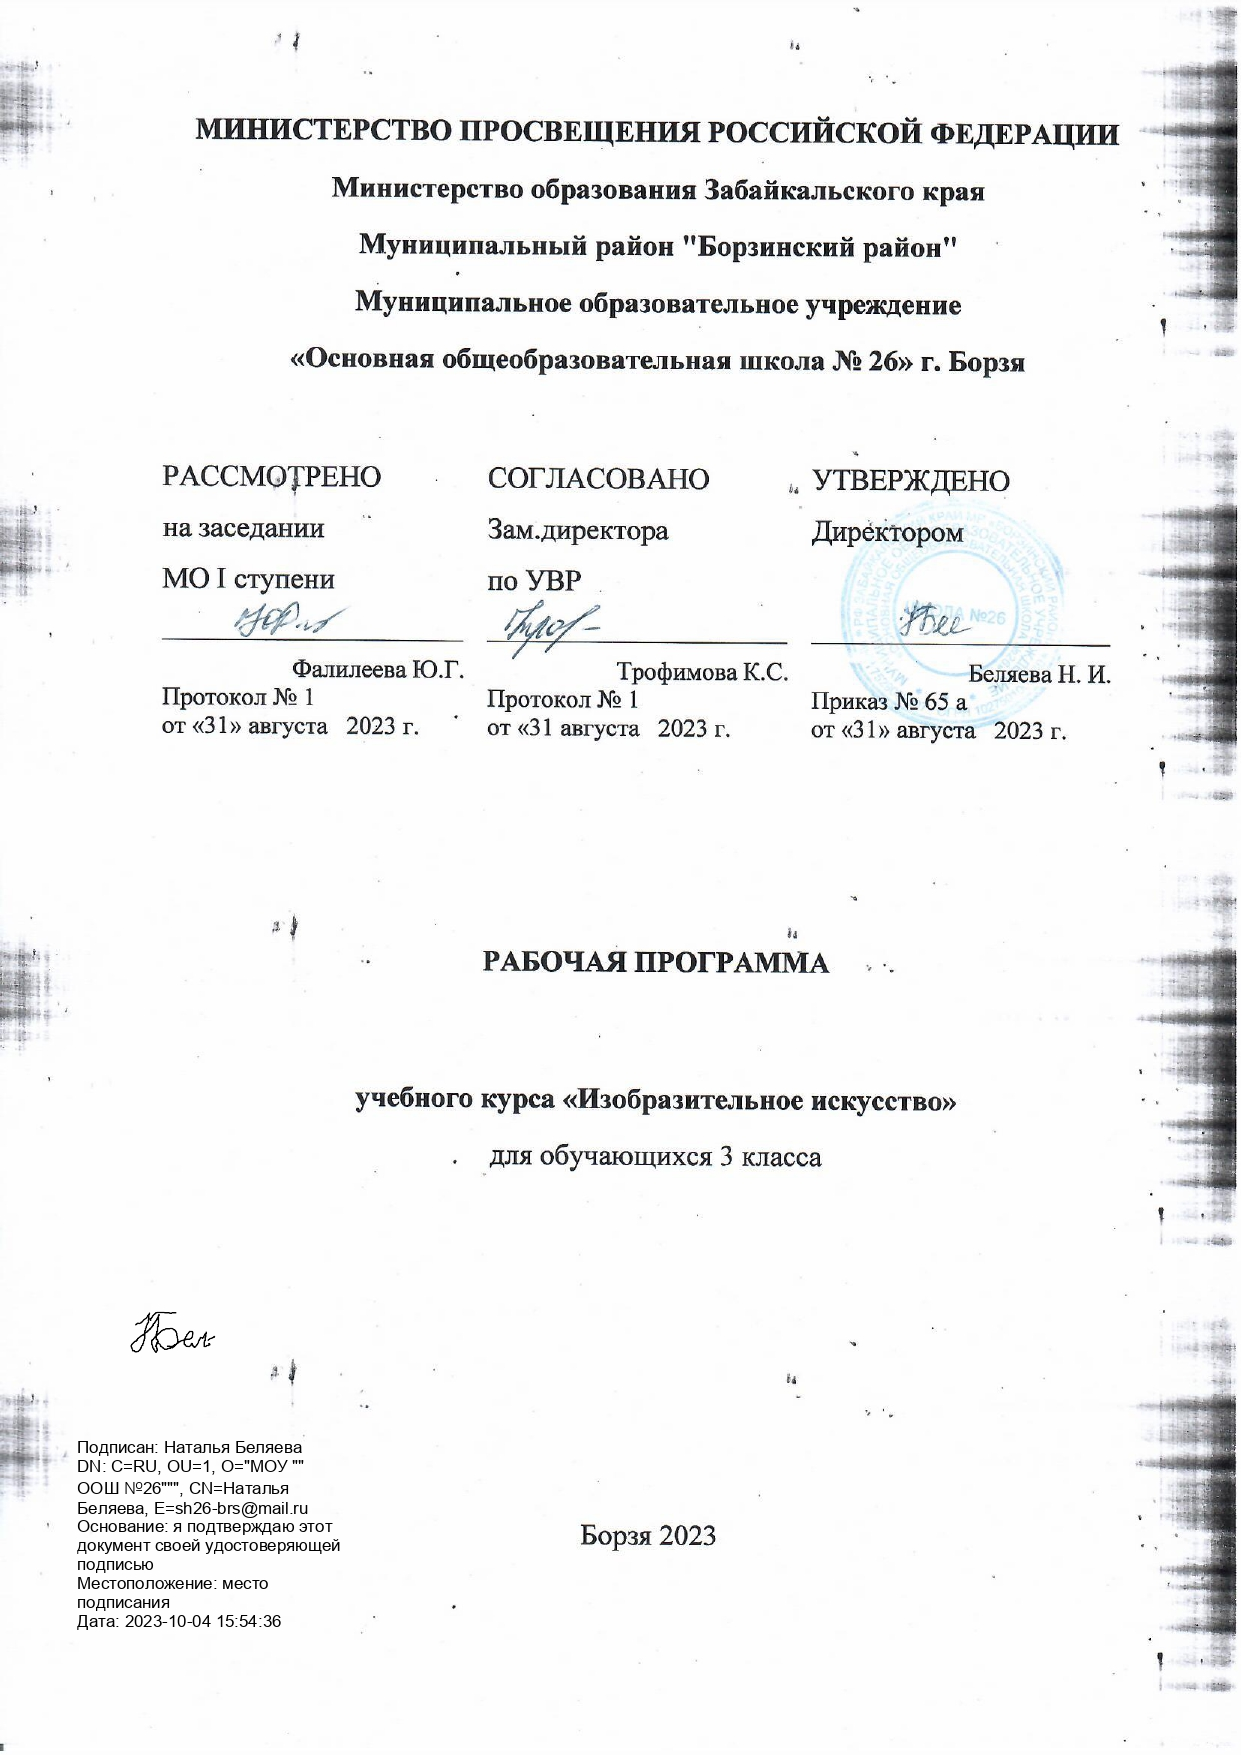 МИНИСТЕРСТВО ПРОСВЕЩЕНИЯ РОССИЙСКОЙ ФЕДЕРАЦИИ
Министерство образования Забайкальского края
Муниципальный район "Борзинский район"
Муниципальное образовательное учреждение
«Основная общеобразовательная школа № 26» г. Борзя
РАССМОТРЕНО
на заседании
МО I ступени
Фалилеева Ю.Г.
Протокол № 1
от «31» августа 2023 г.
СОГЛАСОВАНО
Зам.директора
по УВР
Трофимова К.С.
Протокол № 1
от «31 августа 2023 г.
УТВЕРЖДЕНО
Директором
№26
Беляева Н. И.
Приказ № 65 а
от «31» августа 2023 г.
РАБОЧАЯ ПРОГРАММА
учебного курса «Изобразительное искусство»
для обучающихся 3 класса
Подписан: Наталья Беляева
DN: C=RU, OU=1, O="МОУ ""
ООШ №26""", CN=Наталья
Беляева, E=sh26-brs@mail.ru
Основание: я подтверждаю этот
документ своей удостоверяющей
подписью
Местоположение: место
подписания
Дата: 2023-10-04 15:54:36
Борзя 2023